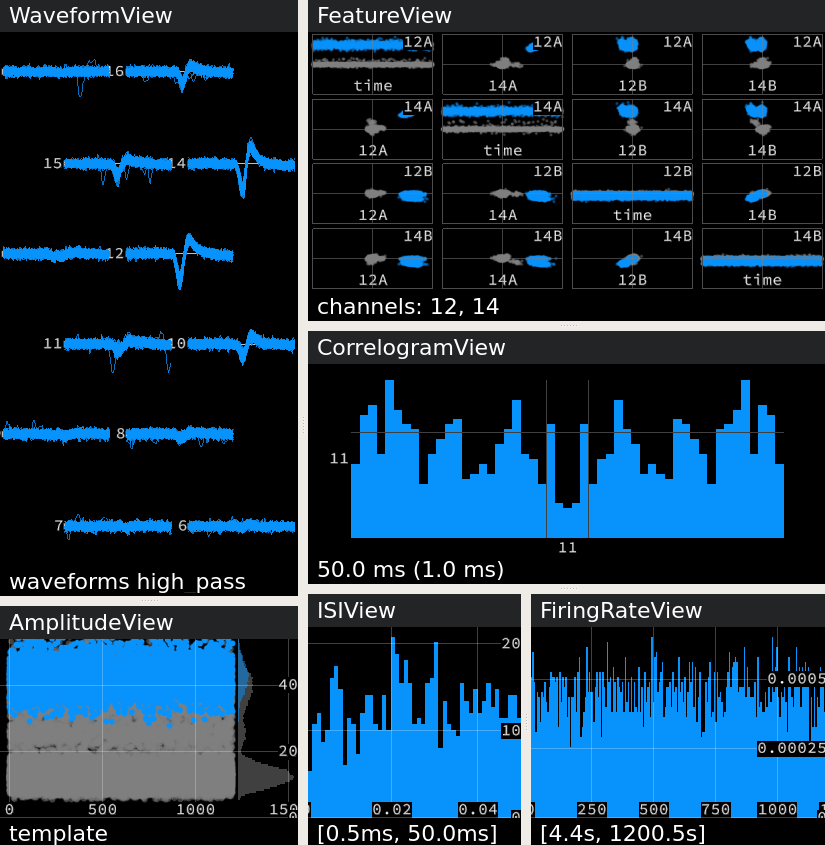 WaveformView
16
15 14
12
11 10
8
7 6
waveforms high_pass
FeatureView
12A 12A 12A 12A
time 14A 12B 14B
14A 14A 14A 14A
12A time 12B 14B
12B 12B 12B 12B
12A 14A time 14B
14B 14B 14B 14B
12A 14A 12B time
channels: 12, 14
CorrelogramView
11
11
50.0 ms (1.0 ms)
AmplitudeView
40
20
0 500 1000 150
template
ISIView
20
10
0.02 0.04
[0.5ms, 50.0ms]
FiringRateView
0.0005
0.00025
250 500 750 1000
[4.4s, 1200.5s]